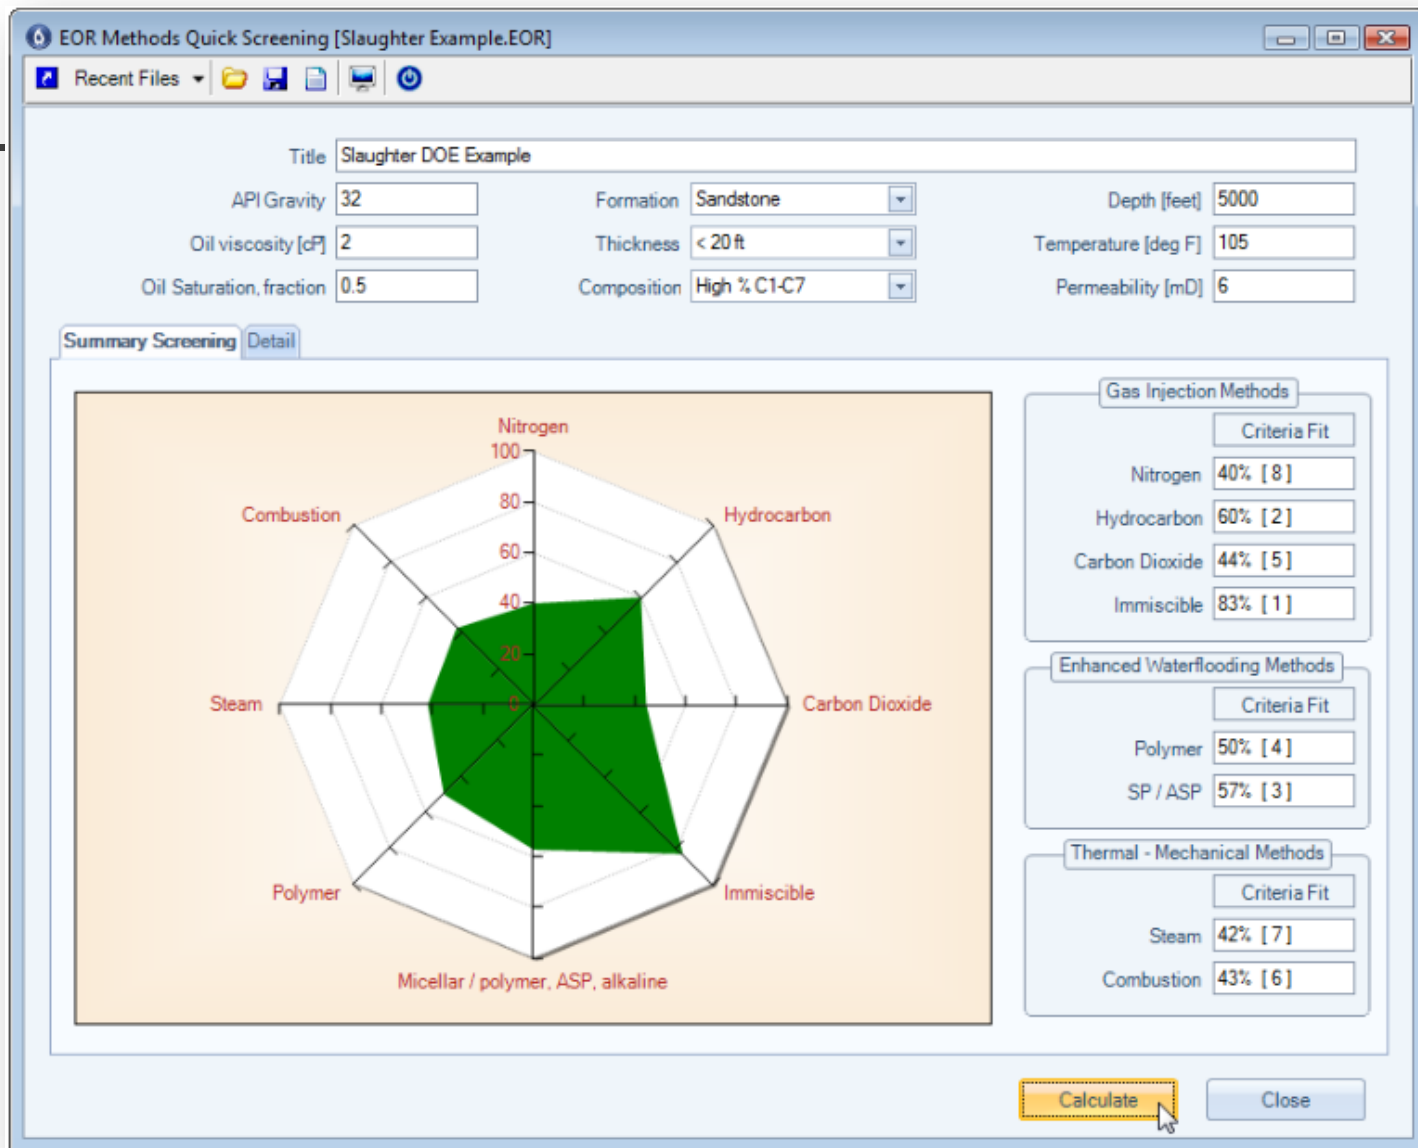 EOR Methods Quick Screening [Slaughter Example.EOR]
Recent Files
Title Slaughter DOE Example
API Gravity 32 Formation Sandstone Depth [feet] 5000
Oil viscosity [cP] 2 Thickness < 20 ft Temperature [deg F] 105
Oil Saturation, fraction 0.5 Composition High % C1-C7 Permeability [mD] 6
Summary Screening Detail
Nitrogen
100
80
60
40
20
0
Combustion
Hydrocarbon
Steam
Carbon Dioxide
Polymer
Immiscible
Micellar / polymer, ASP, alkaline
Gas Injection Methods
Criteria Fit
Nitrogen 40% [ 8 ]
Hydrocarbon 60% [ 2 ]
Carbon Dioxide 44% [ 5 ]
Immiscible 83% [ 1 ]
Enhanced Waterflooding Methods
Criteria Fit
Polymer 50% [ 4 ]
SP / ASP 57% [ 3 ]
Thermal - Mechanical Methods
Criteria Fit
Steam 42% [ 7 ]
Combustion 43% [ 6 ]
Calculate Close